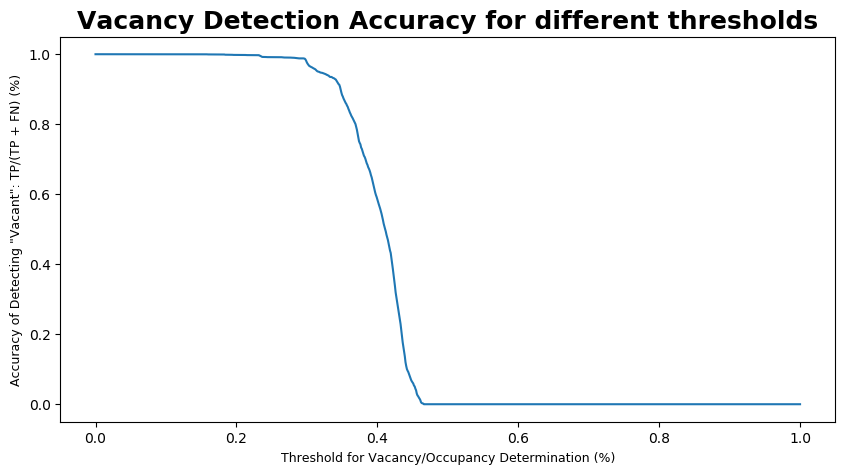 Vacancy Detection Accuracy for different thresholds
Accuracy of Detecting "Vacant": TP/(TP + FN) (%)
1.0
0.8
0.6
0.4
0.2
0.0
0.0 0.2 0.4 0.6 0.8 1.0
Threshold for Vacancy/Occupancy Determination (%)